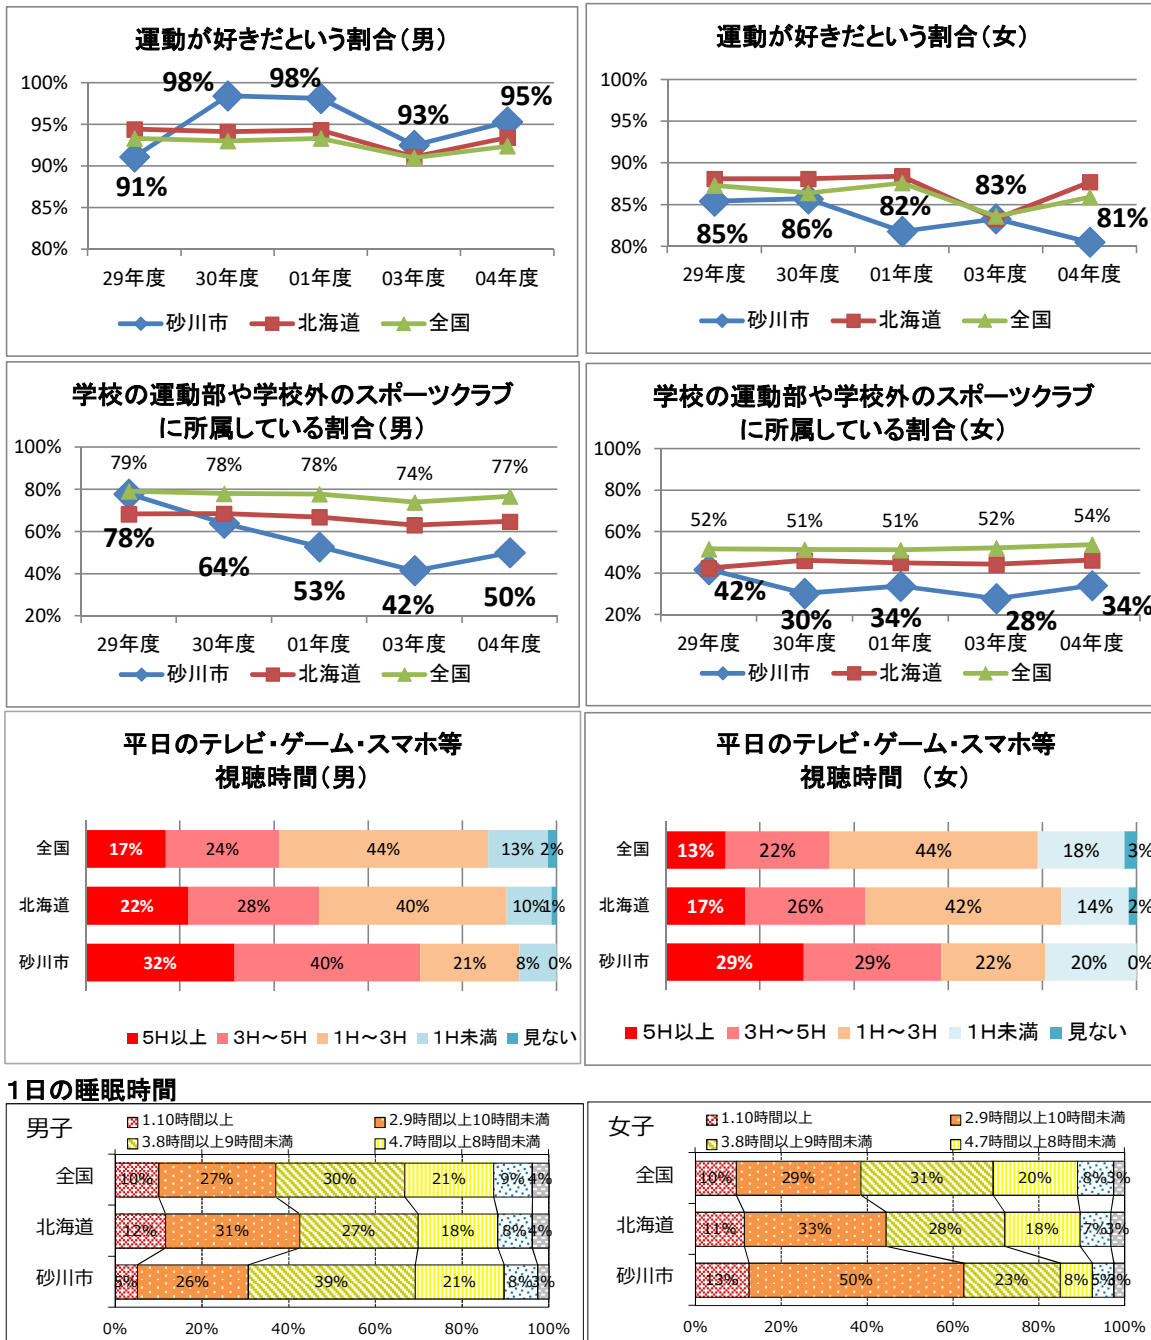 運動が好きだという割合（男）
100%
95%
90%
85%
80%
98%
98%
93%
95%
91%
29年度 30年度 01年度 03年度 04年度
砂川市 北海道 全国
運動が好きだという割合（女）
100%
95%
90%
85%
80%
85%
86%
82%
83%
81%
29年度 30年度 01年度 03年度 04年度
砂川市 北海道 全国
学校の運動部や学校外のスポーツクラブ
に所属している割合（男）
100%
80%
60%
40%
20%
79% 78% 78% 74% 77%
78% 64% 53% 42% 50%
29年度 30年度 01年度 03年度 04年度
砂川市 北海道 全国
学校の運動部や学校外のスポーツクラブ
に所属している割合（女）
100%
80%
60%
40%
20%
52% 51% 51% 52% 54%
42% 30% 34% 28% 34%
29年度 30年度 01年度 03年度 04年度
砂川市 北海道 全国
平日のテレビ・ゲーム・スマホ等
視聴時間（男）
全国 17% 24% 44% 13% 2%
北海道 22% 28% 40% 10% 1%
砂川市 32% 40% 21% 8% 0%
5H以上 3H～5H 1H～3H 1H未満 見ない
平日のテレビ・ゲーム・スマホ等
視聴時間 （女）
全国 13% 22% 44% 18% 3%
北海道 17% 26% 42% 14% 2%
砂川市 29% 29% 22% 20% 0%
5H以上 3H～5H 1H～3H 1H未満 見ない
1日の睡眠時間
男子
1.10時間以上 2.9時間以上10時間未満
3.8時間以上9時間未満 4.7時間以上8時間未満
全国 10% 27% 30% 21% 9% 4%
北海道 12% 31% 27% 18% 8% 4%
砂川市 5% 26% 39% 21% 8% 3%
0% 20% 40% 60% 80% 100%
女子
1.10時間以上 2.9時間以上10時間未満
3.8時間以上9時間未満 4.7時間以上8時間未満
全国 10% 29% 31% 20% 8% 3%
北海道 11% 33% 28% 18% 7% 3%
砂川市 13% 50% 23% 8% 5% 3%
0% 20% 40% 60% 80% 100%